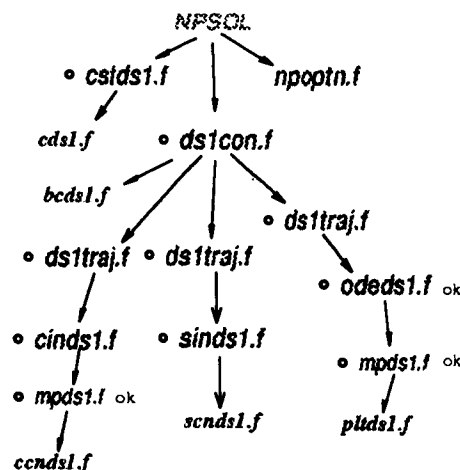 NPSOL
cstds1.f npoptn.f
cds1.f
ds1con.f
bcds1.f
ds1traj.f
ds1traj.f ds1traj.f
odeds1.f ok
cinds1.f sinds1.f
mpds1.f ok
mpds1.f ok
scnds1.f pltds1.f
ccnds1.f